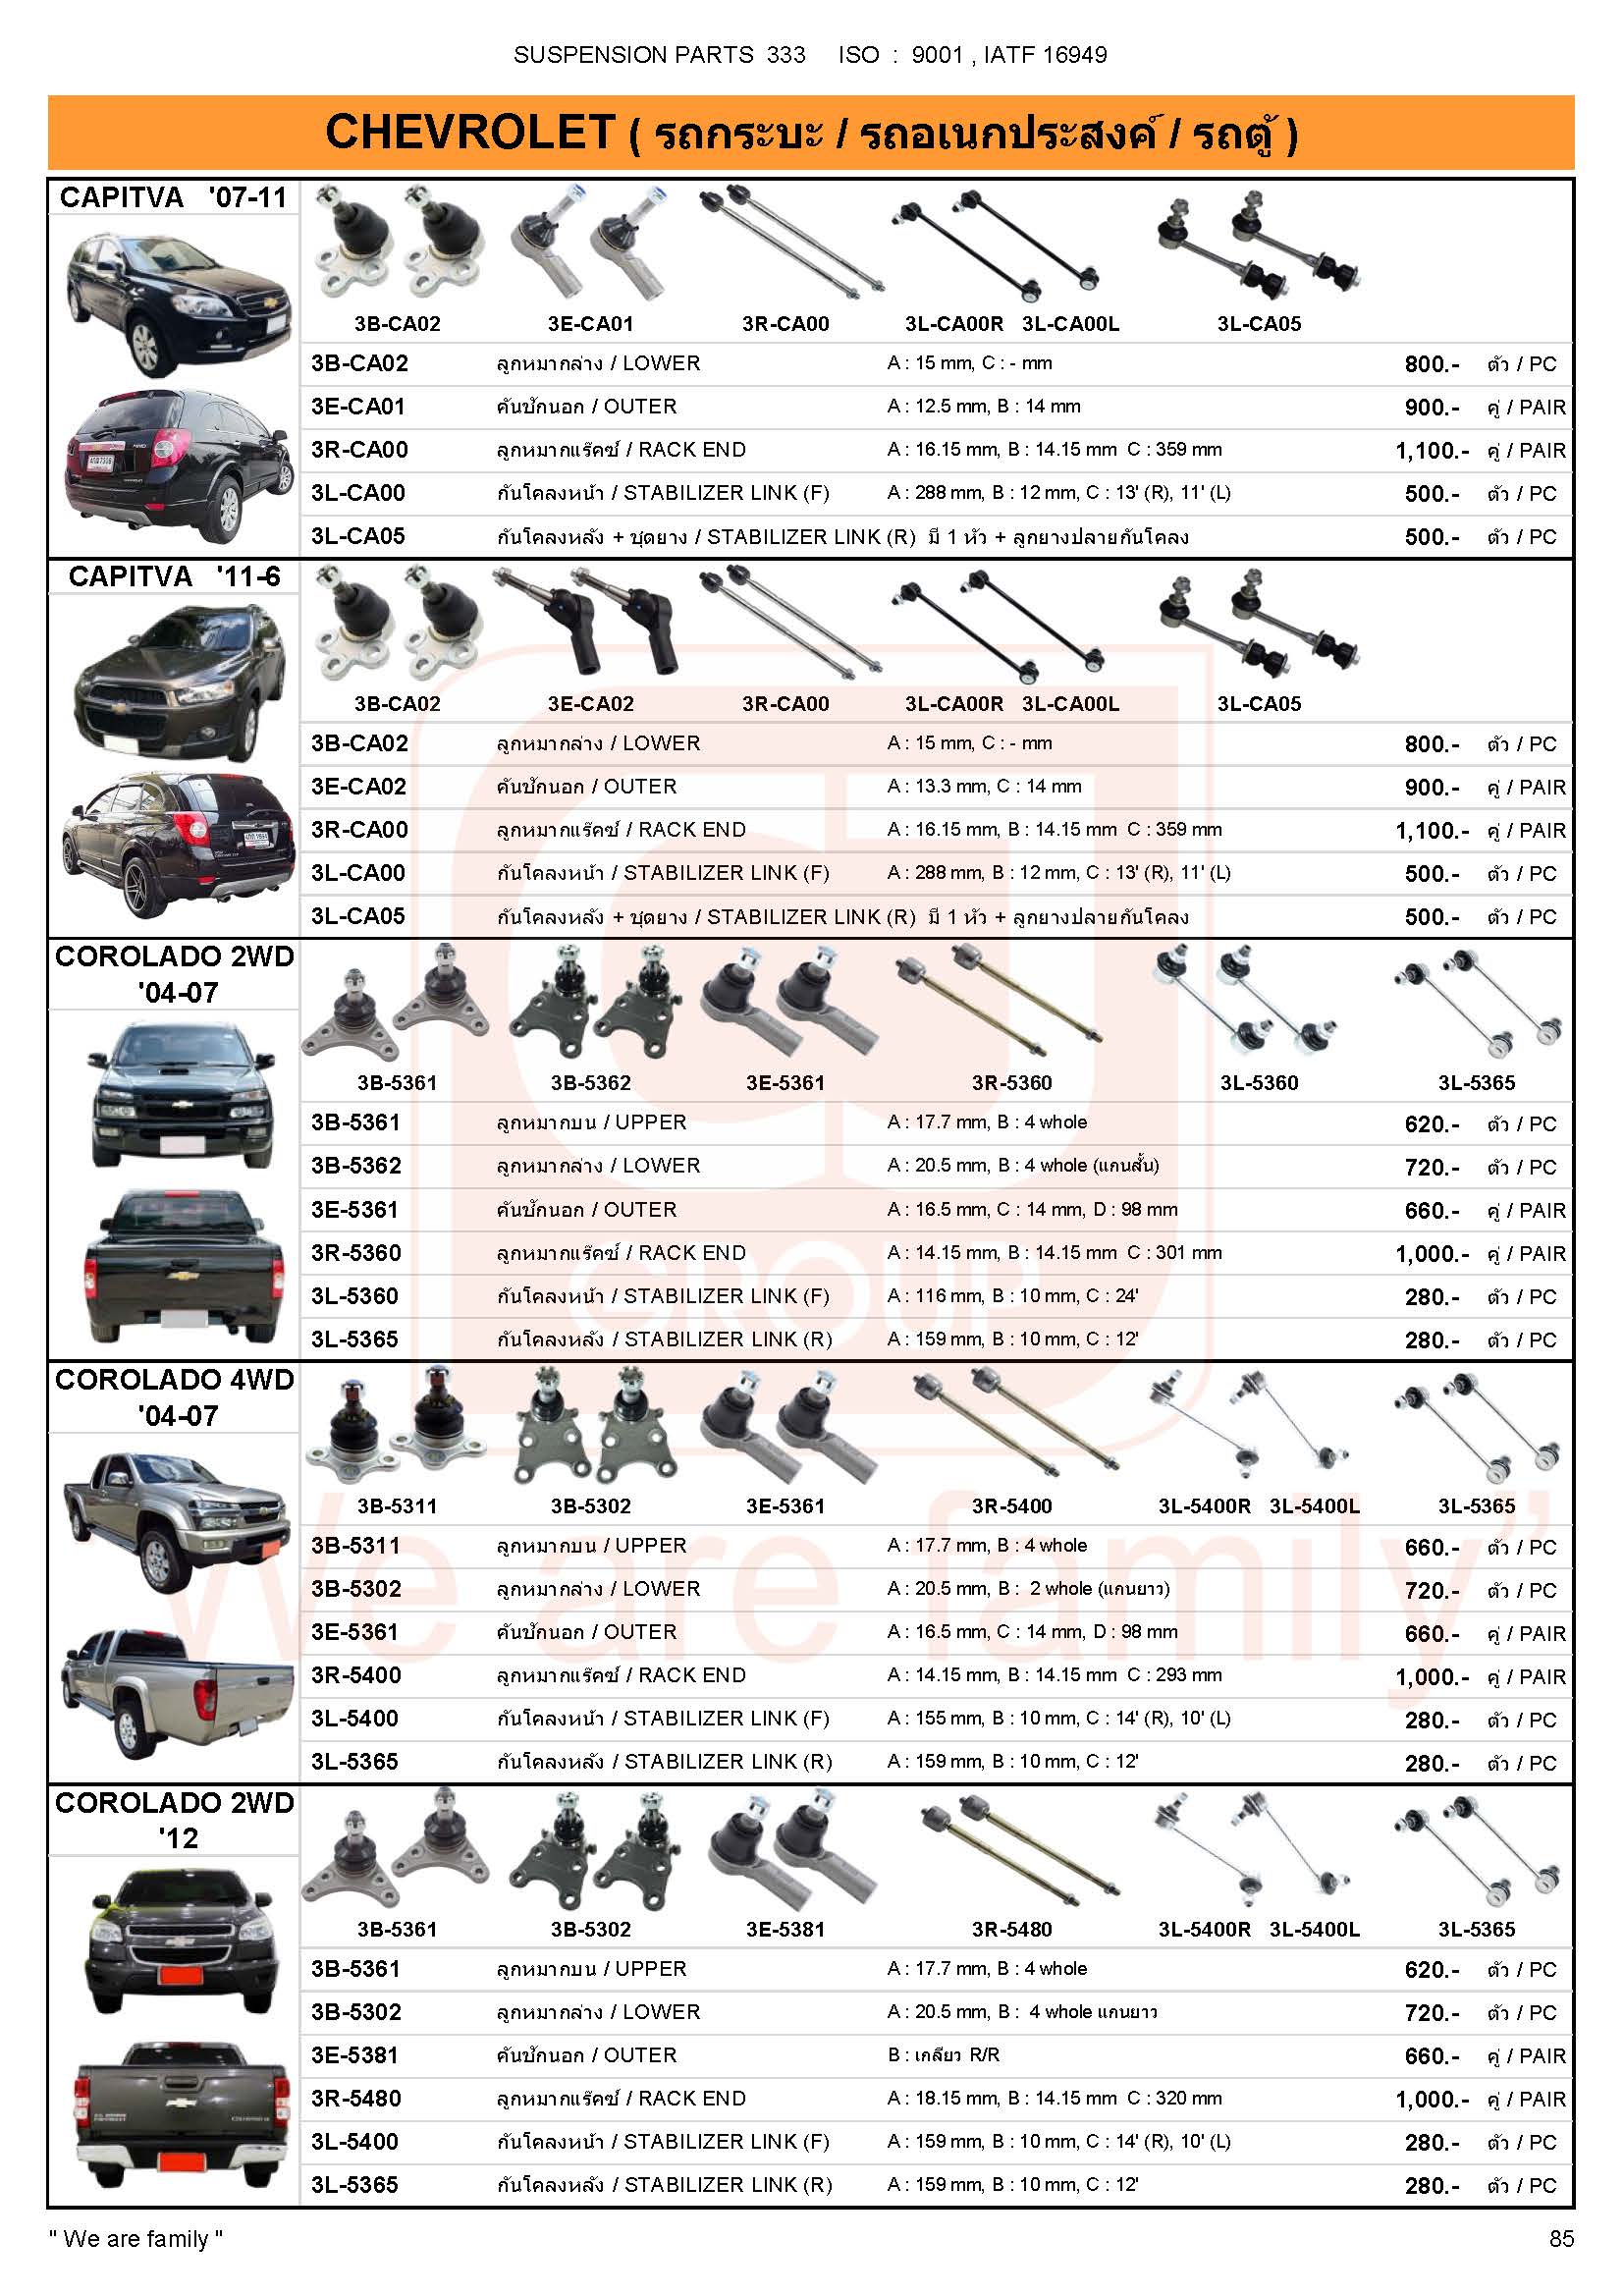 SUSPENSION PARTS  333     ISO  :  9001 , IATF 16949
CHEVROLET ( รถกระบะ / รถอเนกประสงค์ / รถตู้ )
CAPITVA   '07-11
3B-CA02   3E-CA01   3R-CA00   3L-CA00R   3L-CA00L   3L-CA05
3B-CA02   ลูกหมากล่าง / LOWER   A : 15 mm, C : - mm   800.-   ตัว / PC
3E-CA01   คันชักนอก / OUTER   A : 12.5 mm, B : 14 mm   900.-   คู่ / PAIR
3R-CA00   ลูกหมากแร๊คซ์ / RACK END   A : 16.15 mm, B : 14.15 mm  C : 359 mm   1,100.-   คู่ / PAIR
3L-CA00   กันโคลงหน้า / STABILIZER LINK (F)   A : 288 mm, B : 12 mm, C : 13' (R), 11' (L)   500.-   ตัว / PC
3L-CA05   กันโคลงหลัง + ชุดยาง / STABILIZER LINK (R)  มี 1 หัว + ลูกยางปลายกันโคลง   500.-   ตัว / PC
CAPITVA   '11-6
3B-CA02   3E-CA02   3R-CA00   3L-CA00R   3L-CA00L   3L-CA05
3B-CA02   ลูกหมากล่าง / LOWER   A : 15 mm, C : - mm   800.-   ตัว / PC
3E-CA02   คันชักนอก / OUTER   A : 13.3 mm, C : 14 mm   900.-   คู่ / PAIR
3R-CA00   ลูกหมากแร๊คซ์ / RACK END   A : 16.15 mm, B : 14.15 mm  C : 359 mm   1,100.-   คู่ / PAIR
3L-CA00   กันโคลงหน้า / STABILIZER LINK (F)   A : 288 mm, B : 12 mm, C : 13' (R), 11' (L)   500.-   ตัว / PC
3L-CA05   กันโคลงหลัง + ชุดยาง / STABILIZER LINK (R)  มี 1 หัว + ลูกยางปลายกันโคลง   500.-   ตัว / PC
COROLADO 2WD
'04-07
3B-5361   3B-5362   3E-5361   3R-5360   3L-5360   3L-5365
3B-5361   ลูกหมากบน / UPPER   A : 17.7 mm, B : 4 whole   620.-   ตัว / PC
3B-5362   ลูกหมากล่าง / LOWER   A : 20.5 mm, B : 4 whole (แกนสั้น)   720.-   ตัว / PC
3E-5361   คันชักนอก / OUTER   A : 16.5 mm, C : 14 mm, D : 98 mm   660.-   คู่ / PAIR
3R-5360   ลูกหมากแร๊คซ์ / RACK END   A : 14.15 mm, B : 14.15 mm  C : 301 mm   1,000.-   คู่ / PAIR
3L-5360   กันโคลงหน้า / STABILIZER LINK (F)   A : 116 mm, B : 10 mm, C : 24'   280.-   ตัว / PC
3L-5365   กันโคลงหลัง / STABILIZER LINK (R)   A : 159 mm, B : 10 mm, C : 12'   280.-   ตัว / PC
COROLADO 4WD
'04-07
3B-5311   3B-5302   3E-5361   3R-5400   3L-5400R   3L-5400L   3L-5365
3B-5311   ลูกหมากบน / UPPER   A : 17.7 mm, B : 4 whole   660.-   ตัว / PC
3B-5302   ลูกหมากล่าง / LOWER   A : 20.5 mm, B :  2 whole (แกนยาว)   720.-   ตัว / PC
3E-5361   คันชักนอก / OUTER   A : 16.5 mm, C : 14 mm, D : 98 mm   660.-   คู่ / PAIR
3R-5400   ลูกหมากแร๊คซ์ / RACK END   A : 14.15 mm, B : 14.15 mm  C : 293 mm   1,000.-   คู่ / PAIR
3L-5400   กันโคลงหน้า / STABILIZER LINK (F)   A : 155 mm, B : 10 mm, C : 14' (R), 10' (L)   280.-   ตัว / PC
3L-5365   กันโคลงหลัง / STABILIZER LINK (R)   A : 159 mm, B : 10 mm, C : 12'   280.-   ตัว / PC
COROLADO 2WD
'12
3B-5361   3B-5302   3E-5381   3R-5480   3L-5400R   3L-5400L   3L-5365
3B-5361   ลูกหมากบน / UPPER   A : 17.7 mm, B : 4 whole   620.-   ตัว / PC
3B-5302   ลูกหมากล่าง / LOWER   A : 20.5 mm, B :  4 whole แกนยาว   720.-   ตัว / PC
3E-5381   คันชักนอก / OUTER   B : เกลียว R/R   660.-   คู่ / PAIR
3R-5480   ลูกหมากแร๊คซ์ / RACK END   A : 18.15 mm, B : 14.15 mm  C : 320 mm   1,000.-   คู่ / PAIR
3L-5400   กันโคลงหน้า / STABILIZER LINK (F)   A : 159 mm, B : 10 mm, C : 14' (R), 10' (L)   280.-   ตัว / PC
3L-5365   กันโคลงหลัง / STABILIZER LINK (R)   A : 159 mm, B : 10 mm, C : 12'   280.-   ตัว / PC
CJ
GROUP
"We are family"
" We are family "   85